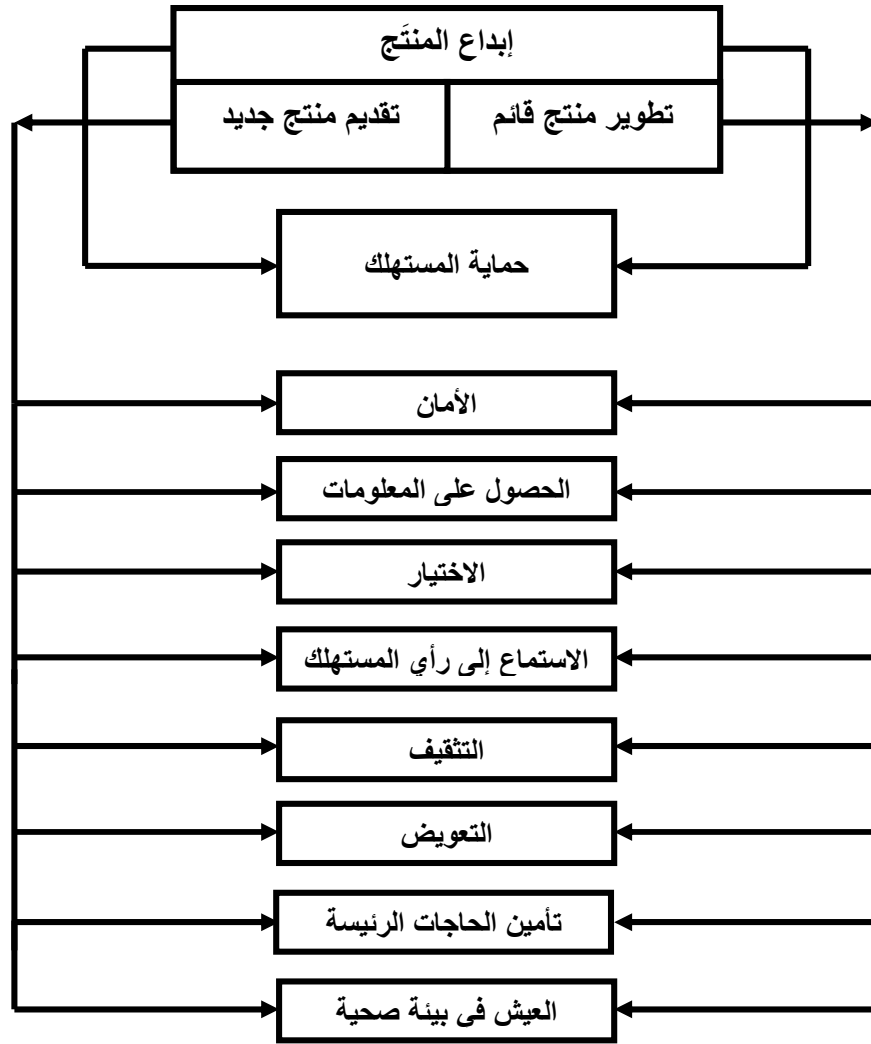 إبداع المنتَج
تطوير منتج قائم
تقديم منتج جديد
حماية المستهلك
الأمان
الحصول على المعلومات
الاختيار
الاستماع إلى رأي المستهلك
التثقيف
التعويض
تأمين الحاجات الرئيسة
العيش في بيئة صحية